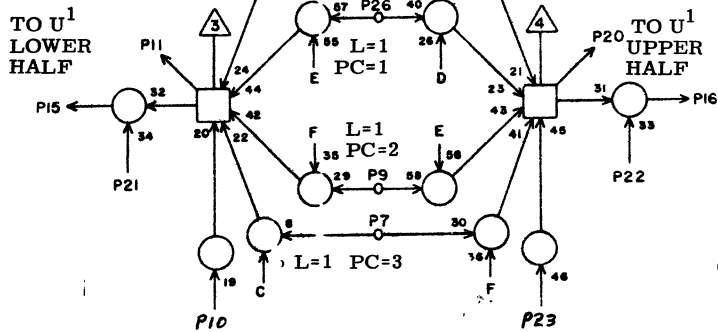 57 P26 40
TO U¹ 3 4 TO U¹
LOWER P11 55 L=1 26 P20 UPPER
HALF E PC=1 D HALF
24 21
44 23
P15 32 31 P16
34 20 42 F L=1 E 43 33
22 35 PC=2 56 41 45
P21 29 P9 58 P22
6 P7 30
L=1 PC=3 36
19 C F 46
P10 P23